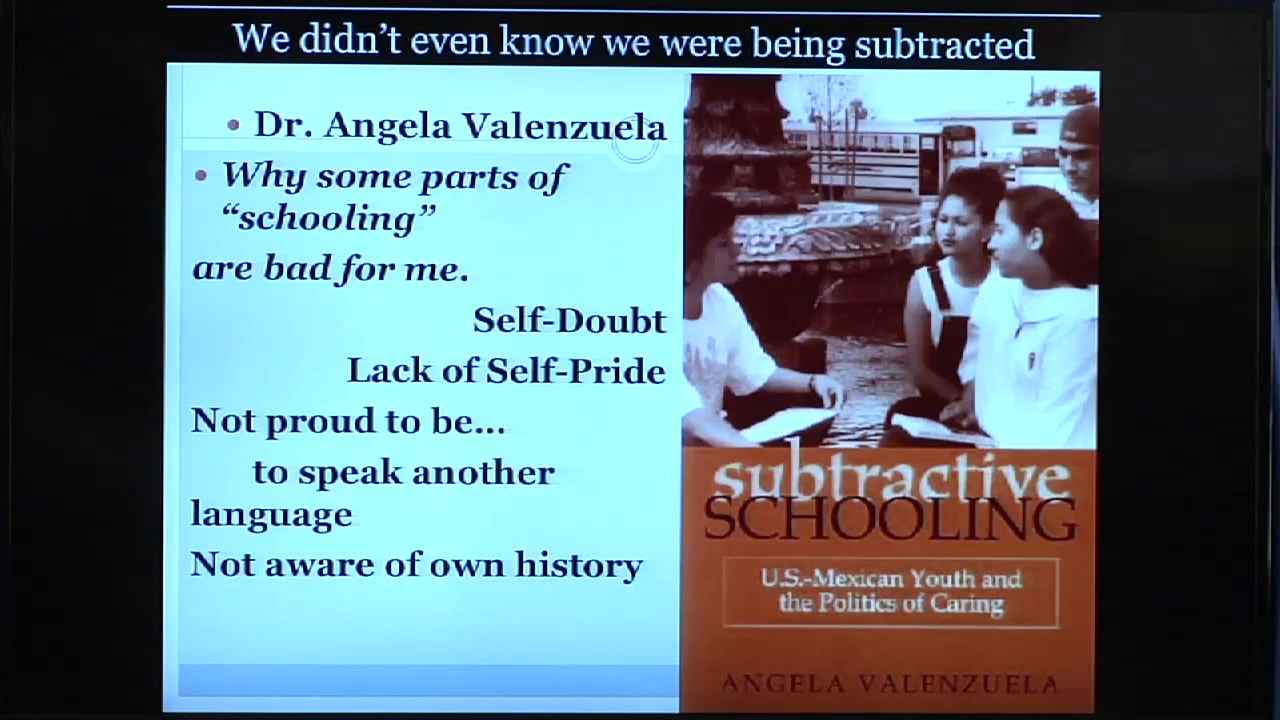 We didn't even know we were being subtracted
• Dr. Angela Valenzuela
• Why some parts of
“schooling”
are bad for me.
Self-Doubt
Lack of Self-Pride
Not proud to be...
to speak another
language
Not aware of own history
subtractive
SCHOOLING
U.S.-Mexican Youth and
the Politics of Caring
ANGELA VALENZUELA